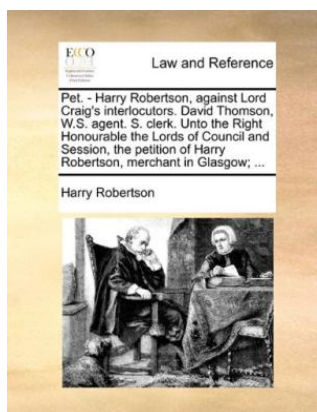 ECCO
Law and Reference
Pet. - Harry Robertson, against Lord
Craig's interlocutors. David Thomson,
W.S. agent. S. clerk. Unto the Right
Honourable the Lords of Council and
Session, the petition of Harry
Robertson, merchant in Glasgow; ...
Harry Robertson